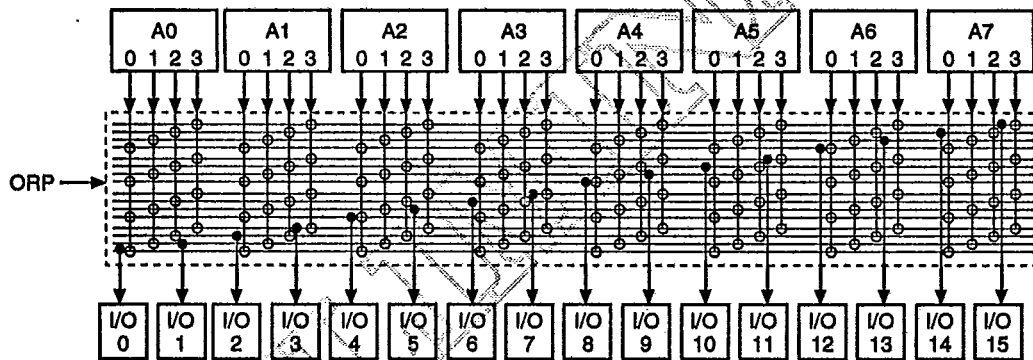 A0 A1 A2 A3 A4 A5 A6 A7
0 1 2 3 0 1 2 3 0 1 2 3 0 1 2 3 0 1 2 3 0 1 2 3 0 1 2 3 0 1 2 3
ORP
I/O I/O I/O I/O I/O I/O I/O I/O I/O I/O I/O I/O I/O I/O I/O I/O
0 1 2 3 4 5 6 7 8 9 10 11 12 13 14 15